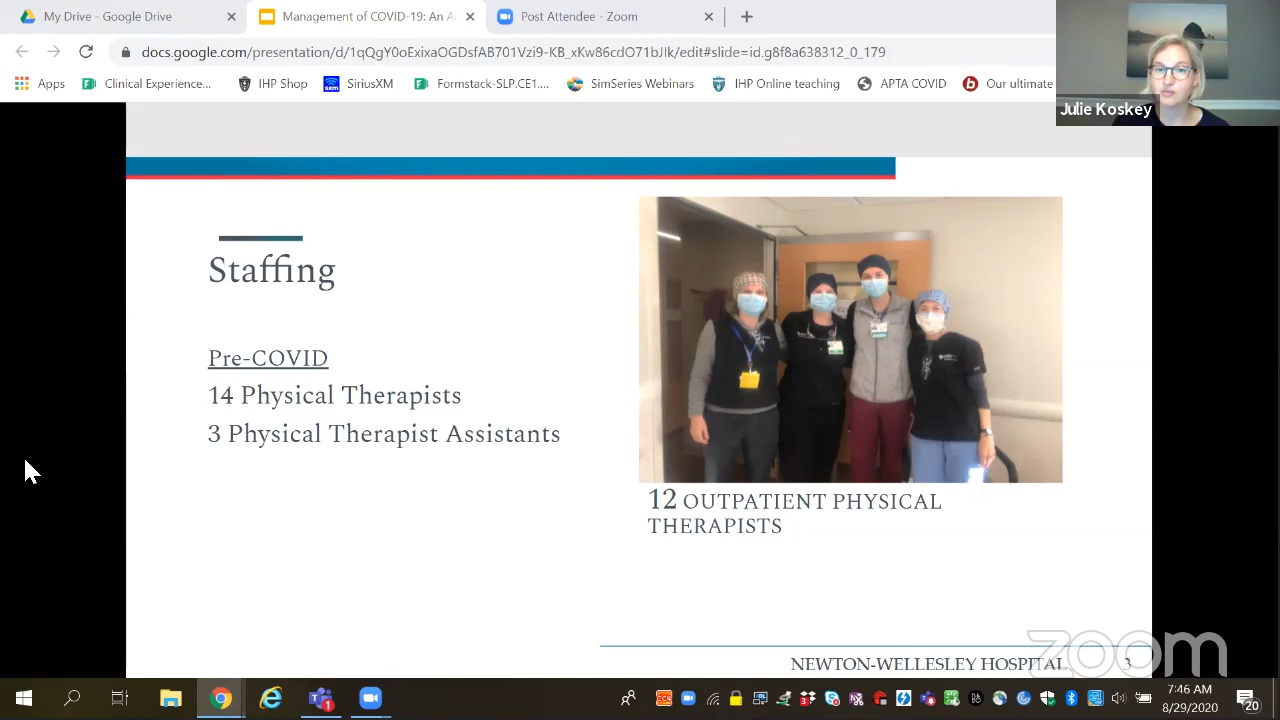 My Drive - Google Drive
Management of COVID-19: An A
Post Attendee - Zoom
docs.google.com/presentation/d/1qQgY0oExixaOGDsfAB701Vzi9-KB_xKw86cdO71bJIk/edit#slide=id.g8f8a638312_0_179
Apps
Clinical Experience...
IHP Shop
SiriusXM
Formstack-SLP.CE1....
SimSeries Webinars
IHP Online teaching
APTA COVID
Our ultimate
Julie Koskey
Staffing
Pre-COVID
14 Physical Therapists
3 Physical Therapist Assistants
12 OUTPATIENT PHYSICAL
THERAPISTS
zoom
NEWTON-WELLESLEY HOSPITAL 3
7:46 AM
8/29/2020
20